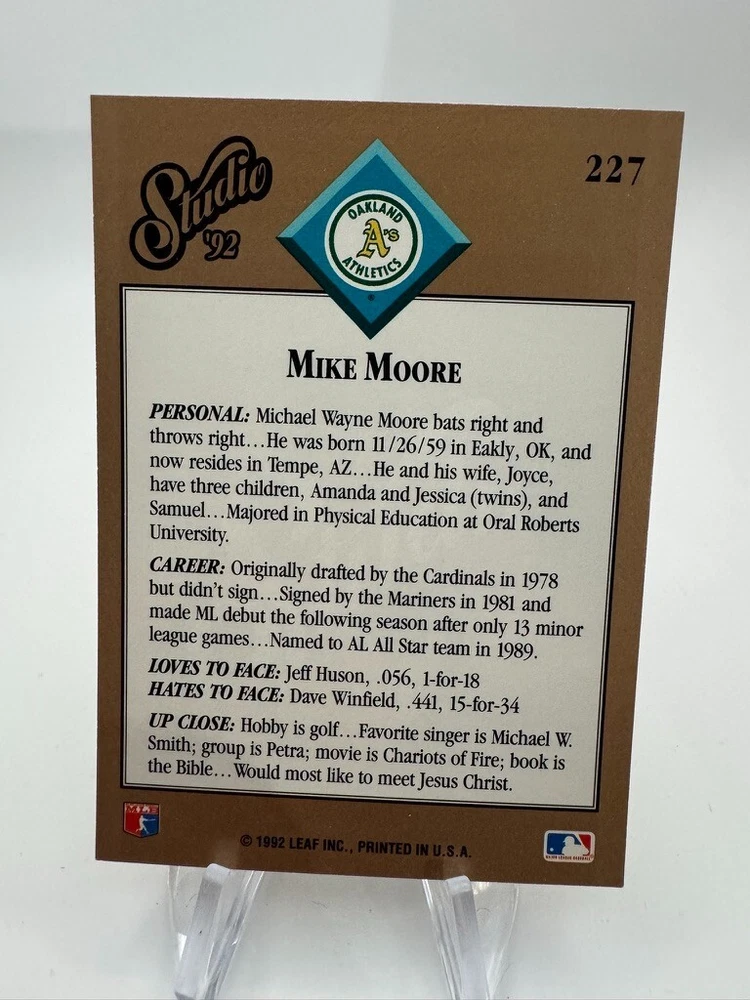 Studio
'92
227
OAKLAND
A's
ATHLETICS
MIKE MOORE
PERSONAL: Michael Wayne Moore bats right and
throws right...He was born 11/26/59 in Eakly, OK, and
now resides in Tempe, AZ...He and his wife, Joyce,
have three children, Amanda and Jessica (twins), and
Samuel...Majored in Physical Education at Oral Roberts
University.
CAREER: Originally drafted by the Cardinals in 1978
but didn't sign...Signed by the Mariners in 1981 and
made ML debut the following season after only 13 minor
league games...Named to AL All Star team in 1989.
LOVES TO FACE: Jeff Huson, .056, 1-for-18
HATES TO FACE: Dave Winfield, .441, 15-for-34
UP CLOSE: Hobby is golf...Favorite singer is Michael W.
Smith; group is Petra; movie is Chariots of Fire; book is
the Bible...Would most like to meet Jesus Christ.
© 1992 LEAF INC., PRINTED IN U.S.A.
MAJOR LEAGUE BASEBALL